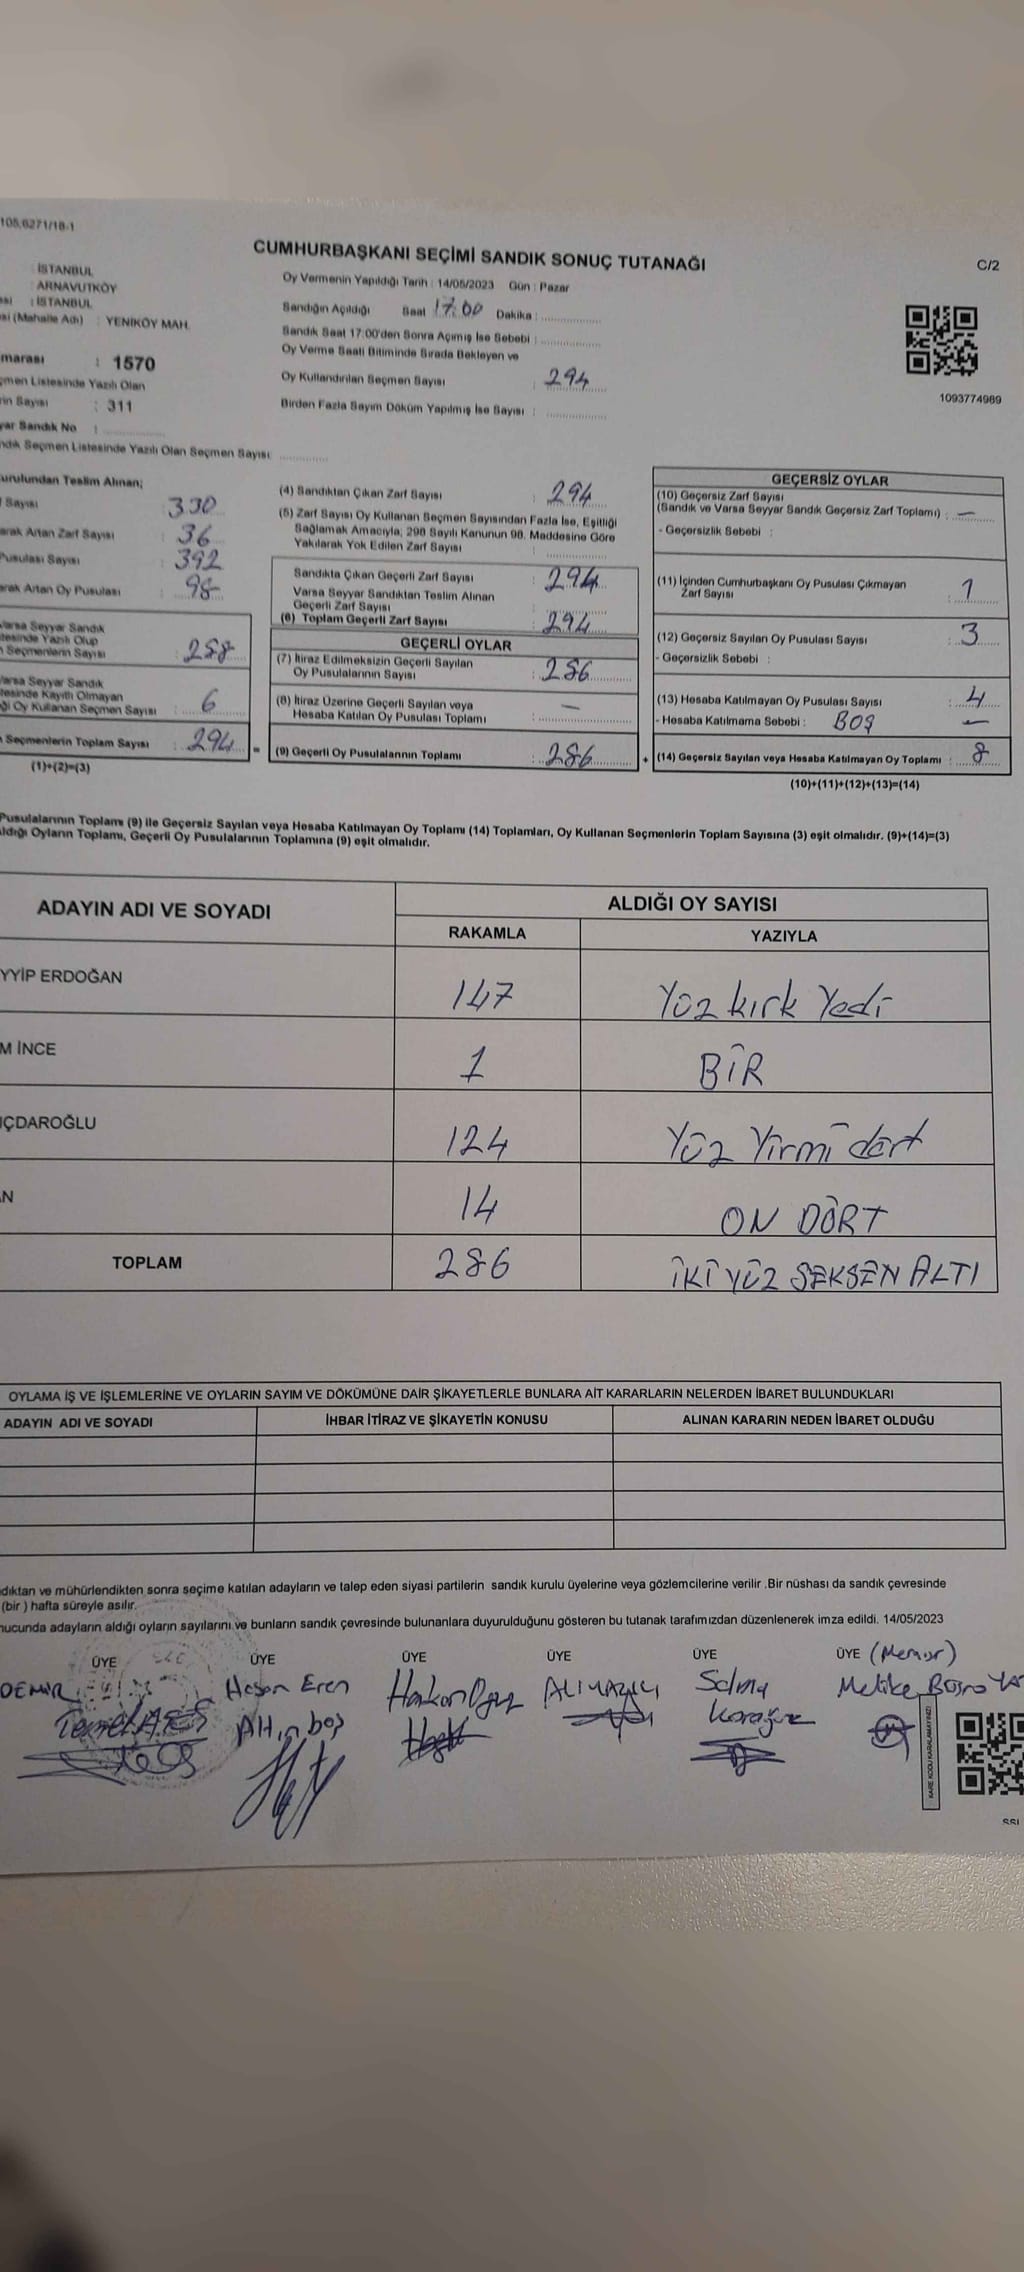 105,6271/18-1
CUMHURBAŞKANI SEÇİMİ SANDIK SONUÇ TUTANAĞI
C/2
: İSTANBUL
: ARNAVUTKÖY
: İSTANBUL
si (Mahalle Adı) : YENİKÖY MAH.
marası : 1570
çmen Listesinde Yazılı Olan
rin Sayısı : 311
yar Sandık No :
ndık Seçmen Listesinde Yazılı Olan Seçmen Sayısı
Oy Vermenin Yapıldığı Tarih : 14/05/2023 Gün : Pazar
Sandığın Açıldığı Saat 17:00 Dakika :
Sandık Saat 17:00'den Sonra Açımış İse Sebebi :
Oy Verme Saati Bitiminde Sırada Bekleyen ve
Oy Kullandırılan Seçmen Sayısı : 294
Birden Fazla Sayım Döküm Yapılmış İse Sayısı :
1093774989
urulundan Teslim Alınan;
f Sayısı : 330
arak Artan Zarf Sayısı : 36
Pusulası Sayısı : 392
arak Artan Oy Pusulası : 98
Varsa Seyyar Sandık
tesinde Yazılı Olup
n Seçmenlerin Sayısı : 288
Varsa Seyyar Sandık
tesinde Kayıtlı Olmayan
ği Oy Kullanan Seçmen Sayısı : 6
Seçmenlerin Toplam Sayısı : 294 =
(1)+(2)=(3)
(4) Sandıktan Çıkan Zarf Sayısı : 294
(5) Zarf Sayısı Oy Kullanan Seçmen Sayısından Fazla İse, Eşitliği
Sağlamak Amacıyla, 298 Sayılı Kanunun 98. Maddesine Göre
Yakılarak Yok Edilen Zarf Sayısı :
Sandıkta Çıkan Geçerli Zarf Sayısı : 294
Varsa Seyyar Sandıktan Teslim Alınan
Geçerli Zarf Sayısı :
(6) Toplam Geçerli Zarf Sayısı : 294
GEÇERLİ OYLAR
(7) İtiraz Edilmeksizin Geçerli Sayılan
Oy Pusulalarının Sayısı : 286
(8) İtiraz Üzerine Geçerli Sayılan veya
Hesaba Katılan Oy Pusulası Toplamı : —
(9) Geçerli Oy Pusulalarının Toplamı : 286 +
GEÇERSİZ OYLAR
(10) Geçersiz Zarf Sayısı
(Sandık ve Varsa Seyyar Sandık Geçersiz Zarf Toplamı) : —
- Geçersizlik Sebebi :
(11) İçinden Cumhurbaşkanı Oy Pusulası Çıkmayan
Zarf Sayısı : 1
(12) Geçersiz Sayılan Oy Pusulası Sayısı : 3
- Geçersizlik Sebebi :
(13) Hesaba Katılmayan Oy Pusulası Sayısı : 4
- Hesaba Katılmama Sebebi : BOŞ —
(14) Geçersiz Sayılan veya Hesaba Katılmayan Oy Toplamı : 8
(10)+(11)+(12)+(13)=(14)
Pusulalarının Toplamı (9) ile Geçersiz Sayılan veya Hesaba Katılmayan Oy Toplamı (14) Toplamları, Oy Kullanan Seçmenlerin Toplam Sayısına (3) eşit olmalıdır. (9)+(14)=(3)
ldığı Oyların Toplamı, Geçerli Oy Pusulalarının Toplamına (9) eşit olmalıdır.
ADAYIN ADI VE SOYADI
ALDIĞI OY SAYISI
RAKAMLA YAZIYLA
YYİP ERDOĞAN 147 Yüz kırk Yedi
M İNCE 1 BİR
IÇDAROĞLU 124 Yüz Yirmi dört
N 14 ON DÖRT
TOPLAM 286 İKİ YÜZ SEKSEN ALTI
OYLAMA İŞ VE İŞLEMLERİNE VE OYLARIN SAYIM VE DÖKÜMÜNE DAİR ŞİKAYETLERLE BUNLARA AİT KARARLARIN NELERDEN İBARET BULUNDUKLARI
ADAYIN ADI VE SOYADI İHBAR İTİRAZ VE ŞİKAYETİN KONUSU ALINAN KARARIN NEDEN İBARET OLDUĞU
dıktan ve mühürlendikten sonra seçime katılan adayların ve talep eden siyasi partilerin sandık kurulu üyelerine veya gözlemcilerine verilir .Bir nüshası da sandık çevresinde
(bir ) hafta süreyle asılır.
nucunda adayların aldığı oyların sayılarını ve bunların sandık çevresinde bulunanlara duyurulduğunu gösteren bu tutanak tarafımızdan düzenlenerek imza edildi. 14/05/2023
ÜYE ÜYE ÜYE ÜYE ÜYE ÜYE (Memur)
DEMİR Hasan Eren Hakan Oğuz ALİ YAZICI Selma Melike Busra
Temel ATEŞ Altınbaş
KARE KODU KARALAMAYINIZ!